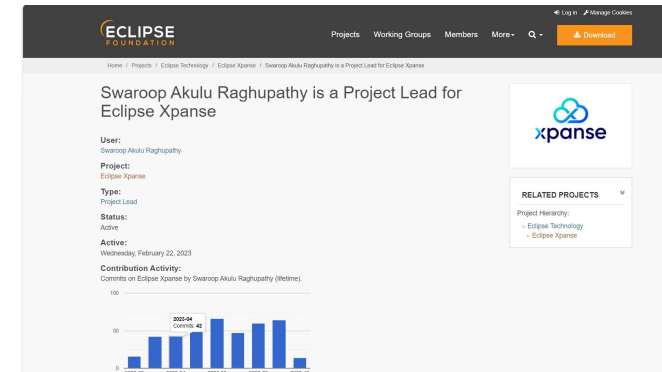 Log in Manage Cookies
ECLIPSE
FOUNDATION
Projects Working Groups Members More Download
Home / Projects / Eclipse Technology / Eclipse Xpanse / Swaroop Akulu Raghupathy is a Project Lead for Eclipse Xpanse
Swaroop Akulu Raghupathy is a Project Lead for
Eclipse Xpanse
xpanse
User:
Swaroop Akulu Raghupathy
Project:
Eclipse Xpanse
Type:
Project Lead
Status:
Active
Active:
Wednesday, February 22, 2023
Contribution Activity:
Commits on Eclipse Xpanse by Swaroop Akulu Raghupathy (lifetime).
100
2023-04
Commits: 42
50
0
RELATED PROJECTS
Project Hierarchy:
Eclipse Technology
Eclipse Xpanse